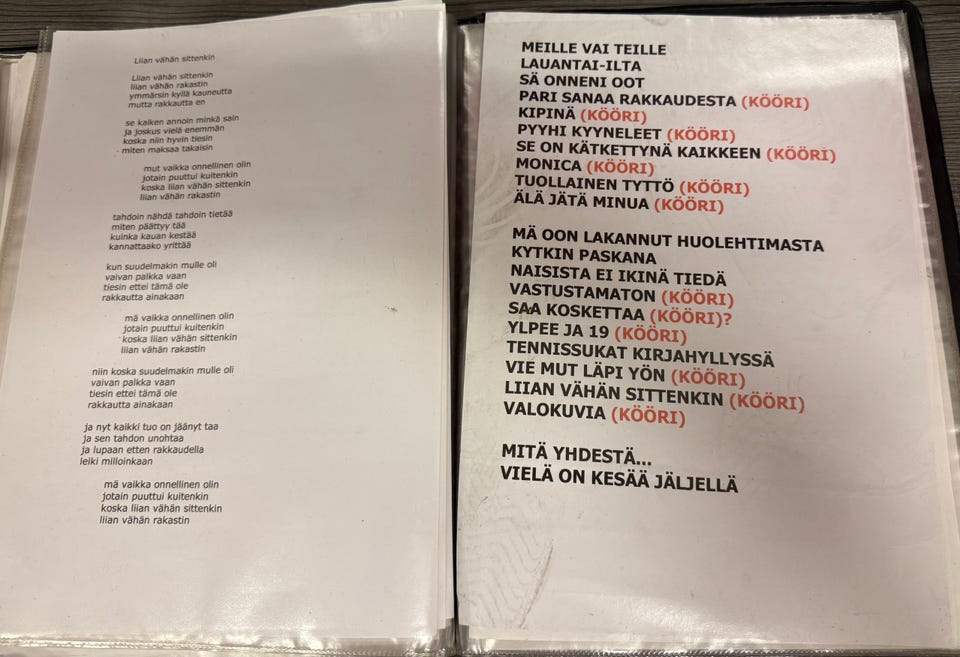 Liian vähän sittenkin
Liian vähän sittenkin
liian vähän rakastin
ymmärsin kyllä kauneutta
mutta rakkautta en
se kaiken annoin minkä sain
ja joskus vielä enemmän
koska niin hyvin tiesin
miten maksaa takaisin
mut vaikka onnellinen olin
jotain puuttui kuitenkin
koska liian vähän sittenkin
liian vähän rakastin
tahdoin nähdä tahdoin tietää
miten päättyy tää
kuinka kauan kestää
kannattaako yrittää
kun suudelmakin mulle oli
vaivan palkka vaan
tiesin ettei tämä ole
rakkautta ainakaan
mä vaikka onnellinen olin
jotain puuttui kuitenkin
koska liian vähän sittenkin
liian vähän rakastin
niin koska suudelmakin mulle oli
vaivan palkka vaan
tiesin ettei tämä ole
rakkautta ainakaan
ja nyt kaikki tuo on jäänyt taa
ja sen tahdon unohtaa
ja lupaan etten rakkaudella
leiki milloinkaan
mä vaikka onnellinen olin
jotain puuttui kuitenkin
koska liian vähän sittenkin
liian vähän rakastin
MEILLE VAI TEILLE
LAUANTAI-ILTA
SÄ ONNENI OOT
PARI SANAA RAKKAUDESTA (KÖÖRI)
KIPINÄ (KÖÖRI)
PYYHI KYYNELEET (KÖÖRI)
SE ON KÄTKETTYNÄ KAIKKEEN (KÖÖRI)
MONICA (KÖÖRI)
TUOLLAINEN TYTTÖ (KÖÖRI)
ÄLÄ JÄTÄ MINUA (KÖÖRI)
MÄ OON LAKANNUT HUOLEHTIMASTA
KYTKIN PASKANA
NAISISTA EI IKINÄ TIEDÄ
VASTUSTAMATON (KÖÖRI)
SAA KOSKETTAA (KÖÖRI)?
YLPEE JA 19 (KÖÖRI)
TENNISSUKAT KIRJAHYLLYSSÄ
VIE MUT LÄPI YÖN (KÖÖRI)
LIIAN VÄHÄN SITTENKIN (KÖÖRI)
VALOKUVIA (KÖÖRI)
MITÄ YHDESTÄ...
VIELÄ ON KESÄÄ JÄLJELLÄ